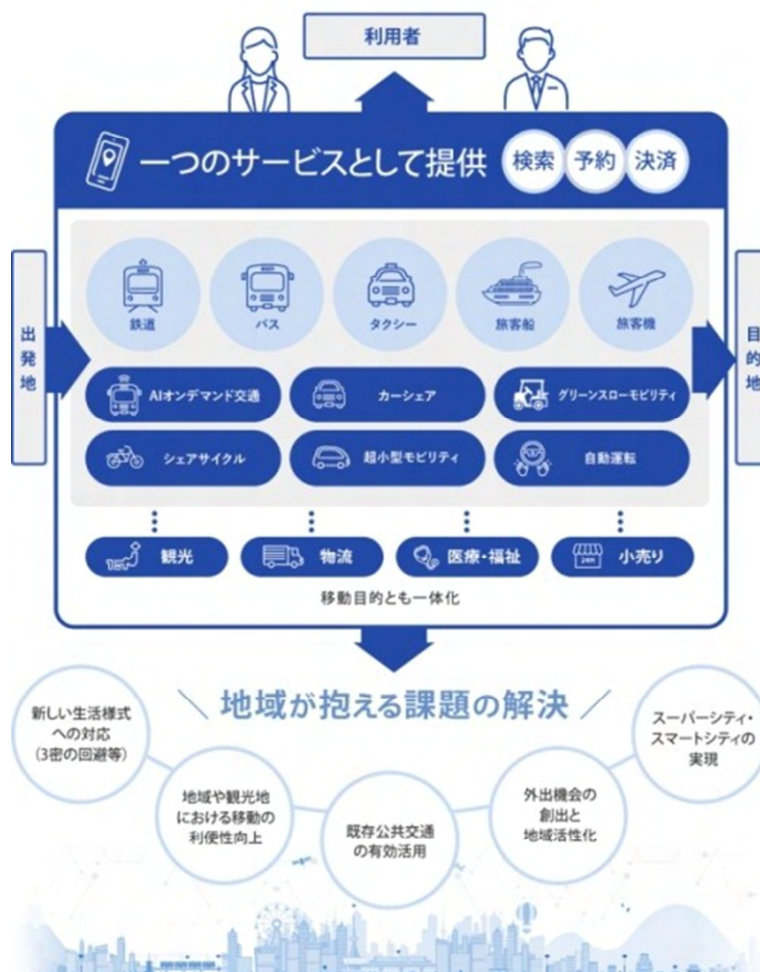 利用者
一つのサービスとして提供
検索
予約
決済
出発地
目的地
鉄道
バス
タクシー
旅客船
旅客機
AIオンデマンド交通
カーシェア
グリーンスローモビリティ
シェアサイクル
超小型モビリティ
自動運転
観光
物流
医療・福祉
24H
小売り
移動目的とも一体化
地域が抱える課題の解決
新しい生活様式
への対応
(3密の回避等)
地域や観光地
における移動の
利便性向上
既存公共交通
の有効活用
外出機会の
創出と
地域活性化
スーパーシティ・
スマートシティの
実現